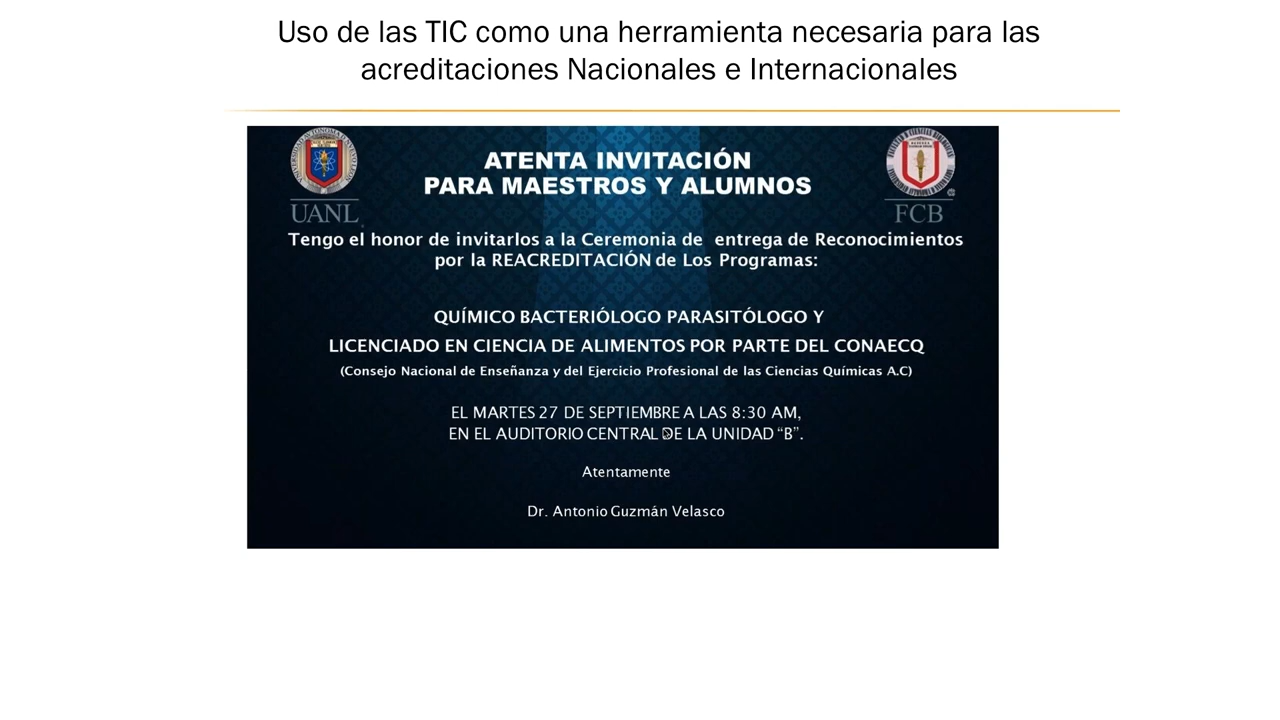 Uso de las TIC como una herramienta necesaria para las
acreditaciones Nacionales e Internacionales
ATENTA INVITACIÓN
PARA MAESTROS Y ALUMNOS
UANL
FCB
Tengo el honor de invitarlos a la Ceremonia de entrega de Reconocimientos
por la REACREDITACIÓN de Los Programas:
QUÍMICO BACTERIÓLOGO PARASITÓLOGO Y
LICENCIADO EN CIENCIA DE ALIMENTOS POR PARTE DEL CONAECQ
(Consejo Nacional de Enseñanza y del Ejercicio Profesional de las Ciencias Químicas A.C)
EL MARTES 27 DE SEPTIEMBRE A LAS 8:30 AM,
EN EL AUDITORIO CENTRAL DE LA UNIDAD “B”.
Atentamente
Dr. Antonio Guzmán Velasco